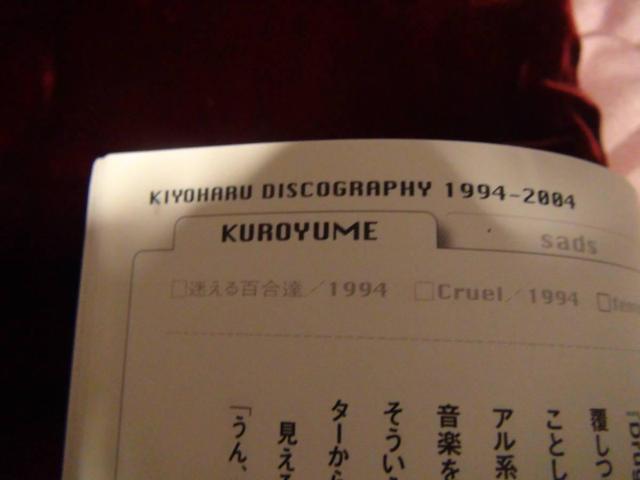 KIYOHARU DISCOGRAPHY 1994-2004
KUROYUME
sads
□迷える百合達／1994 □Cruel／1994
覆しつ
ことし
アル系
音楽を
そうい
ターから
見える
「うん、